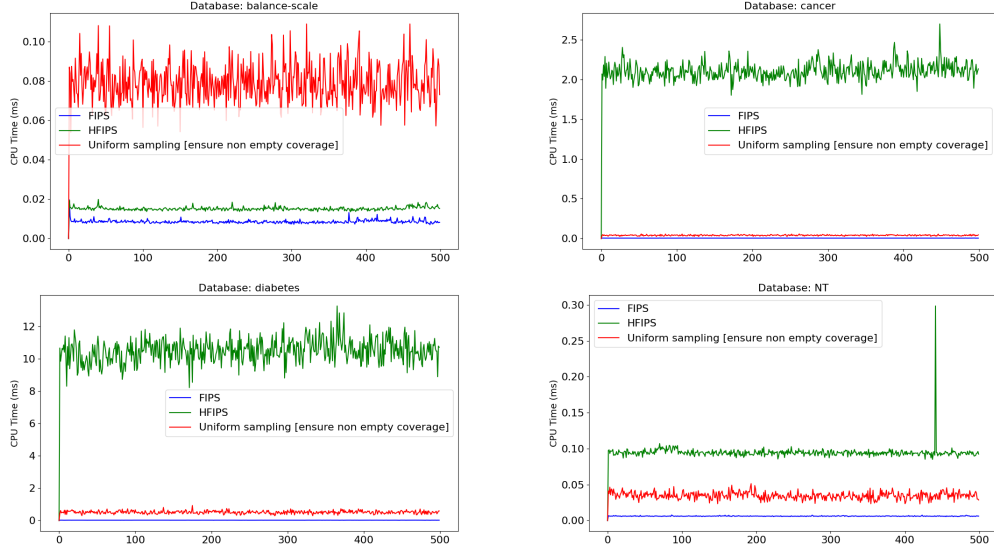 Database: balance-scale
CPU Time (ms)
0.10
0.08
0.06
0.04
0.02
0.00
FIPS
HFIPS
Uniform sampling [ensure non empty coverage]
0 100 200 300 400 500
Database: cancer
CPU Time (ms)
2.5
2.0
1.5
1.0
0.5
0.0
FIPS
HFIPS
Uniform sampling [ensure non empty coverage]
0 100 200 300 400 500
Database: diabetes
CPU Time (ms)
12
10
8
6
4
2
0
FIPS
HFIPS
Uniform sampling [ensure non empty coverage]
0 100 200 300 400 500
Database: NT
CPU Time (ms)
0.30
0.25
0.20
0.15
0.10
0.05
0.00
FIPS
HFIPS
Uniform sampling [ensure non empty coverage]
0 100 200 300 400 500